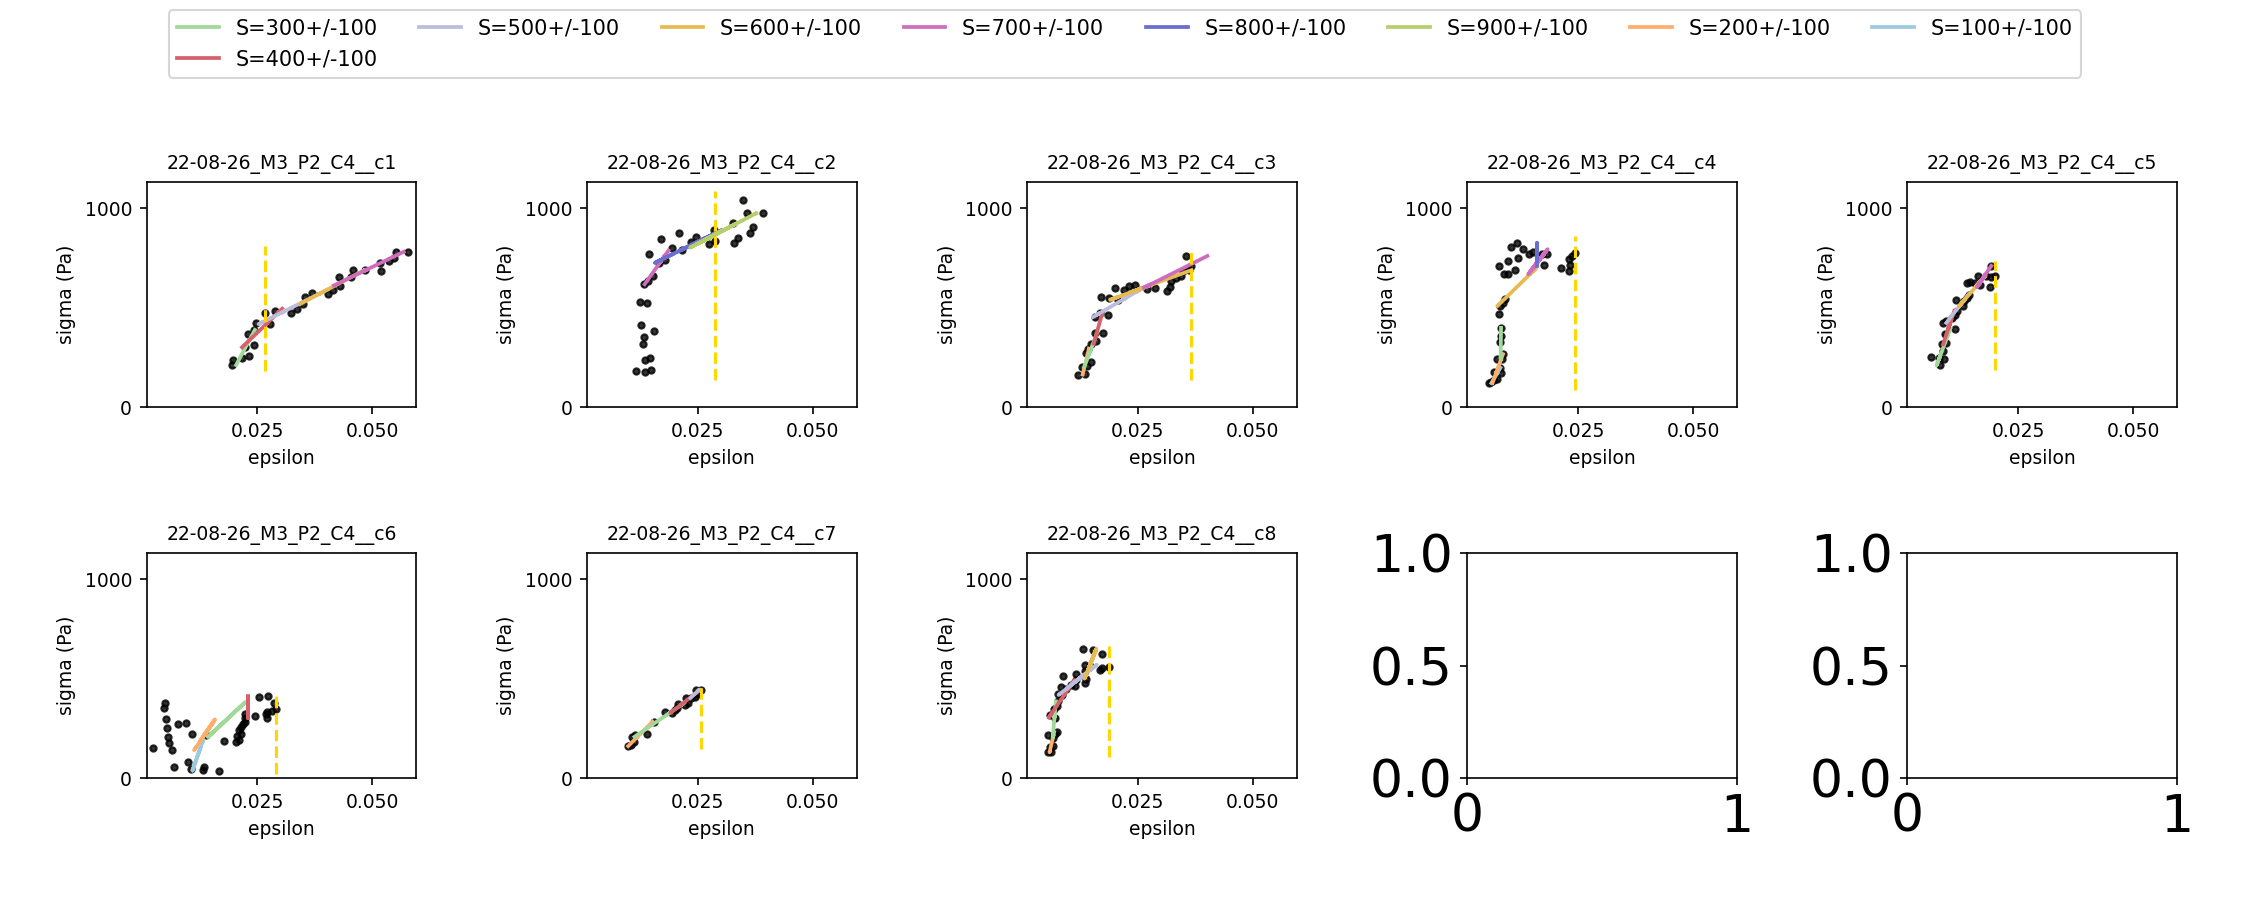 S=300+/-100 S=500+/-100 S=600+/-100 S=700+/-100 S=800+/-100 S=900+/-100 S=200+/-100 S=100+/-100
S=400+/-100
22-08-26_M3_P2_C4__c1 22-08-26_M3_P2_C4__c2 22-08-26_M3_P2_C4__c3 22-08-26_M3_P2_C4__c4 22-08-26_M3_P2_C4__c5
1000 1000 1000 1000 1000
sigma (Pa) sigma (Pa) sigma (Pa) sigma (Pa) sigma (Pa)
0 0 0 0 0
0.025 0.050 0.025 0.050 0.025 0.050 0.025 0.050 0.025 0.050
epsilon epsilon epsilon epsilon epsilon
22-08-26_M3_P2_C4__c6 22-08-26_M3_P2_C4__c7 22-08-26_M3_P2_C4__c8
1.0 1.0
1000 1000 1000
sigma (Pa) sigma (Pa) sigma (Pa) 0.5 0.5
0 0 0 0.0 0.0
0.025 0.050 0.025 0.050 0.025 0.050 0 1 0 1
epsilon epsilon epsilon